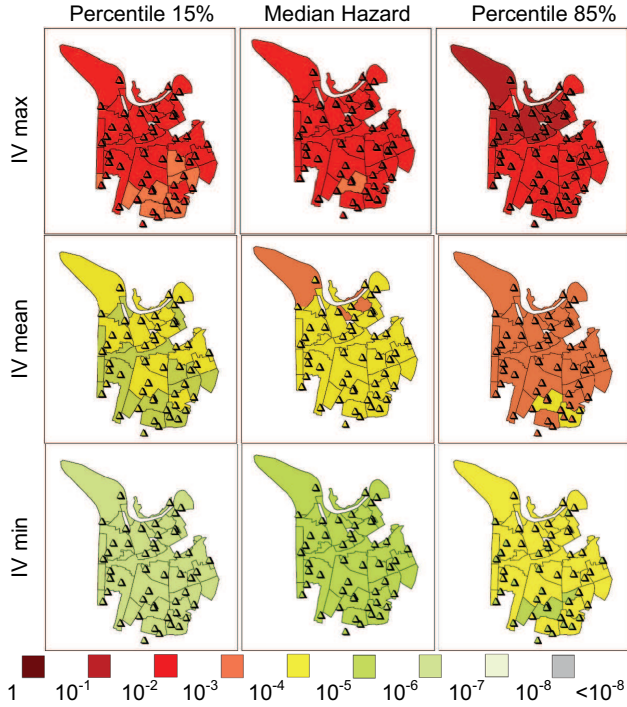 Percentile 15% Median Hazard Percentile 85%
IV max
IV mean
IV min
1 10⁻¹ 10⁻² 10⁻³ 10⁻⁴ 10⁻⁵ 10⁻⁶ 10⁻⁷ 10⁻⁸ <10⁻⁸